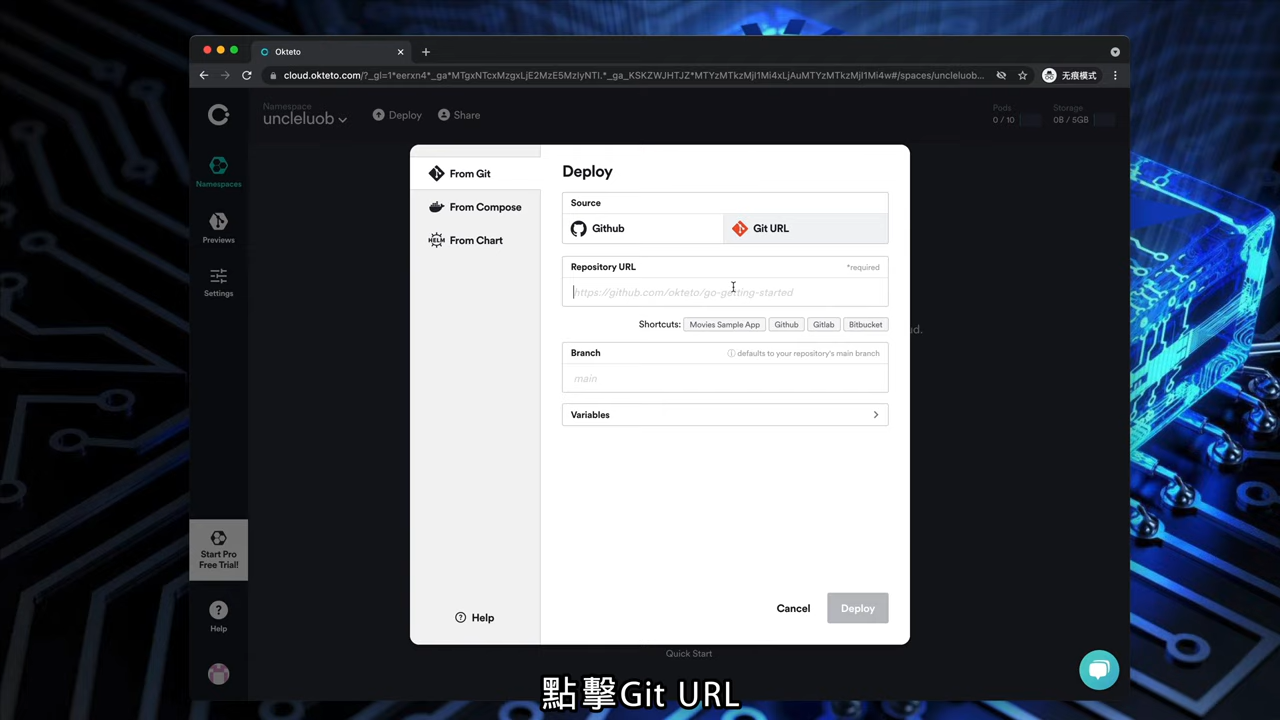 Okteto
cloud.okteto.com/?_gl=1*eerxn4*_ga*MTgxNTcxMzgxLjE2MzE5MzIyNTI.*_ga_KSKZWJHTJZ*MTYzMTkzMjI1Mi4xLjAuMTYzMTkzMjI1Mi4w#/spaces/uncleluob...
无痕模式
Namespace
uncleluob
Deploy
Share
Pods
0 / 10
Storage
0B / 5GB
Namespaces
Previews
Settings
Start Pro
Free Trial!
Help
From Git
From Compose
HELM
From Chart
Help
Deploy
Source
Github
Git URL
Repository URL
*required
https://github.com/okteto/go-getting-started
Shortcuts:
Movies Sample App
Github
Gitlab
Bitbucket
Branch
defaults to your repository's main branch
main
Variables
Cancel
Deploy
Quick Start
點擊Git URL